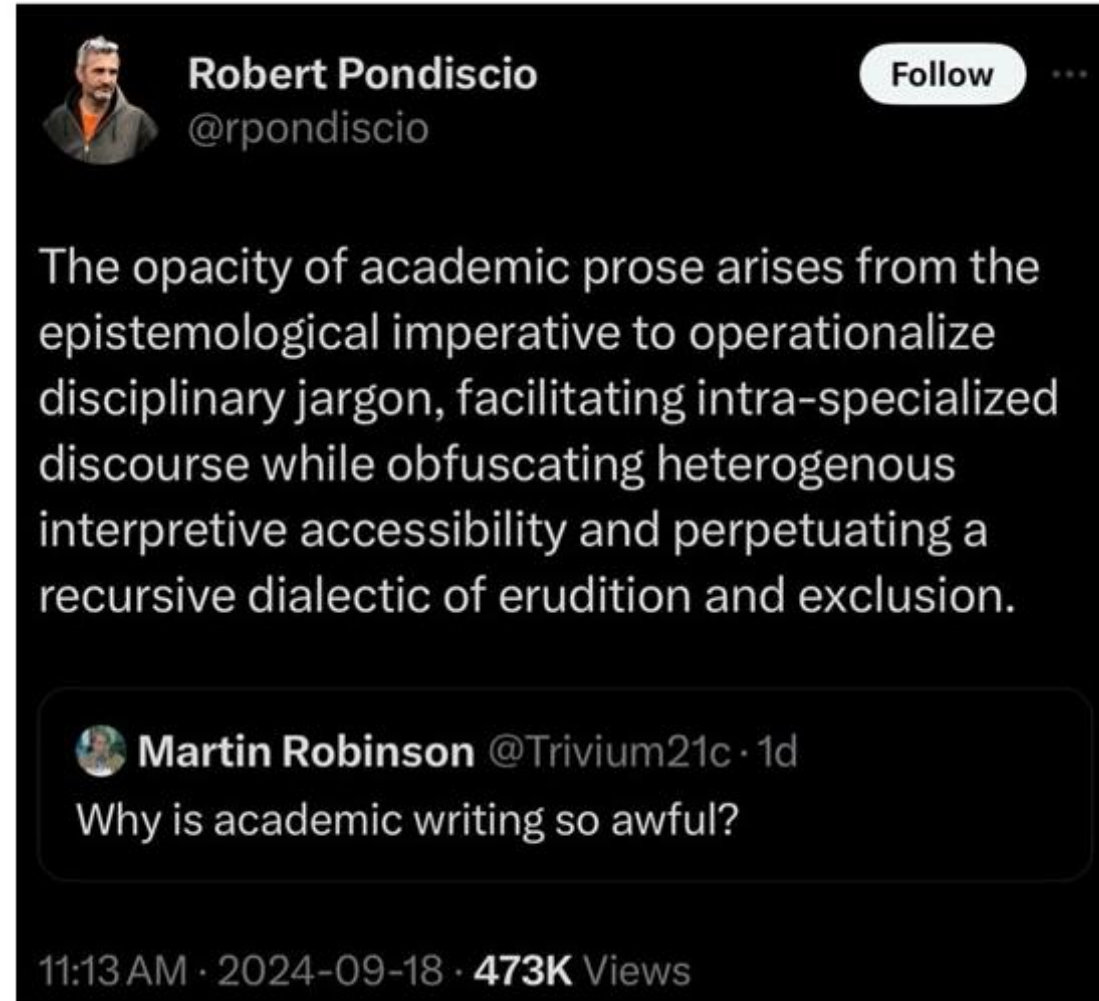 Robert Pondiscio
Follow
@rpondiscio
The opacity of academic prose arises from the
epistemological imperative to operationalize
disciplinary jargon, facilitating intra-specialized
discourse while obfuscating heterogenous
interpretive accessibility and perpetuating a
recursive dialectic of erudition and exclusion.
Martin Robinson @Trivium21c · 1d
Why is academic writing so awful?
11:13 AM · 2024-09-18 · 473K Views